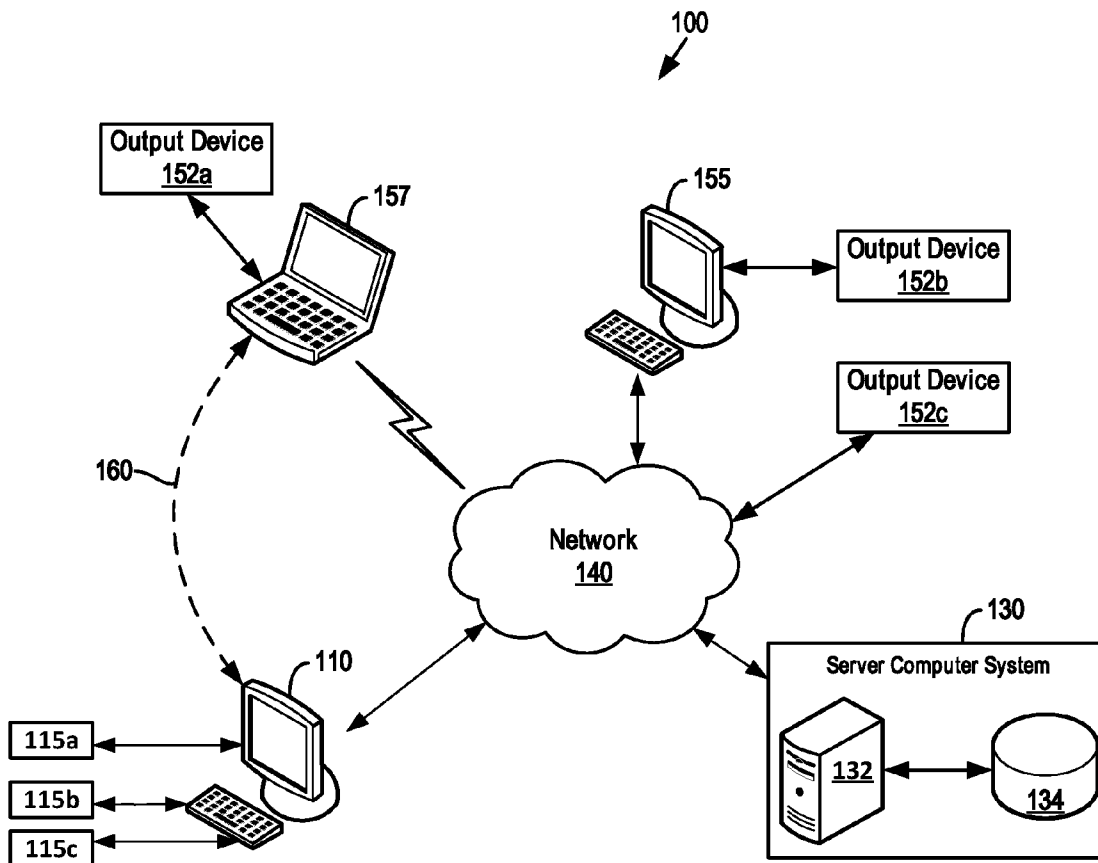 100
Output Device
152a
157
155
Output Device
152b
Output Device
152c
160
Network
140
130
Server Computer System
110
132
134
115a
115b
115c